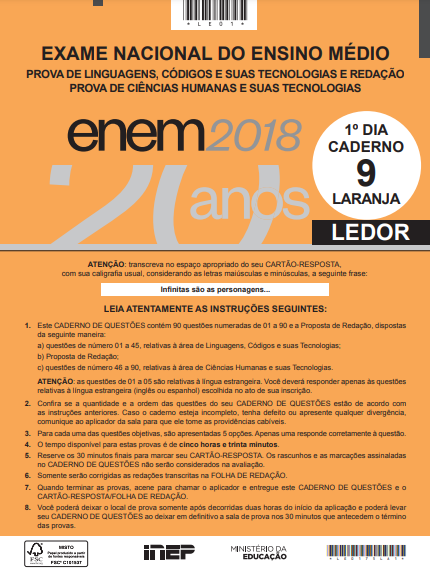 *LE01*
EXAME NACIONAL DO ENSINO MÉDIO
PROVA DE LINGUAGENS, CÓDIGOS E SUAS TECNOLOGIAS E REDAÇÃO
PROVA DE CIÊNCIAS HUMANAS E SUAS TECNOLOGIAS
enem2018
20 anos
1º DIA
CADERNO
9
LARANJA
LEDOR
ATENÇÃO: transcreva no espaço apropriado do seu CARTÃO-RESPOSTA,
com sua caligrafia usual, considerando as letras maiúsculas e minúsculas, a seguinte frase:
Infinitas são as personagens...
LEIA ATENTAMENTE AS INSTRUÇÕES SEGUINTES:
1. Este CADERNO DE QUESTÕES contém 90 questões numeradas de 01 a 90 e a Proposta de Redação, dispostas
da seguinte maneira:
a) questões de número 01 a 45, relativas à área de Linguagens, Códigos e suas Tecnologias;
b) Proposta de Redação;
c) questões de número 46 a 90, relativas à área de Ciências Humanas e suas Tecnologias.
ATENÇÃO: as questões de 01 a 05 são relativas à língua estrangeira. Você deverá responder apenas às questões
relativas à língua estrangeira (inglês ou espanhol) escolhida no ato de sua inscrição.
2. Confira se a quantidade e a ordem das questões do seu CADERNO DE QUESTÕES estão de acordo com
as instruções anteriores. Caso o caderno esteja incompleto, tenha defeito ou apresente qualquer divergência,
comunique ao aplicador da sala para que ele tome as providências cabíveis.
3. Para cada uma das questões objetivas, são apresentadas 5 opções. Apenas uma responde corretamente à questão.
4. O tempo disponível para estas provas é de cinco horas e trinta minutos.
5. Reserve os 30 minutos finais para marcar seu CARTÃO-RESPOSTA. Os rascunhos e as marcações assinaladas
no CADERNO DE QUESTÕES não serão considerados na avaliação.
6. Somente serão corrigidas as redações transcritas na FOLHA DE REDAÇÃO.
7. Quando terminar as provas, acene para chamar o aplicador e entregue este CADERNO DE QUESTÕES e o
CARTÃO-RESPOSTA/FOLHA DE REDAÇÃO.
8. Você poderá deixar o local de prova somente após decorridas duas horas do início da aplicação e poderá levar
seu CADERNO DE QUESTÕES ao deixar em definitivo a sala de prova nos 30 minutos que antecedem o término
das provas.
FSC
MISTO
Papel produzido a partir
de fontes responsáveis
FSC® C101537
INEP
MINISTÉRIO DA
EDUCAÇÃO